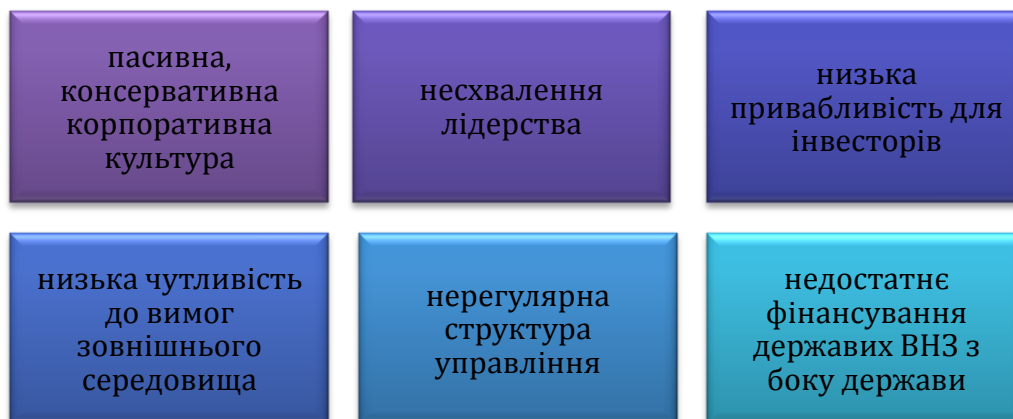 пасивна,
консервативна
корпоративна
культура
несхвалення
лідерства
низька
привабливість для
інвесторів
низька чутливість
до вимог
зовнішнього
середовища
нерегулярна
структура
управління
недостатнє
фінансування
державих ВНЗ з
боку держави